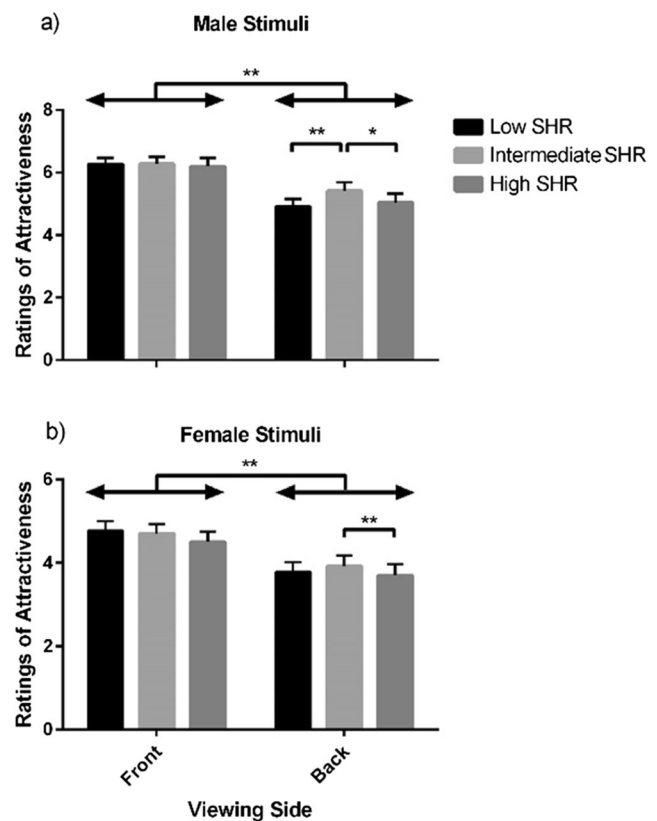 a)
Male Stimuli
**
8
6
4
2
0
Ratings of Attractiveness
**
*
Low SHR
Intermediate SHR
High SHR
b)
Female Stimuli
**
6
4
2
0
Ratings of Attractiveness
**
Front
Back
Viewing Side